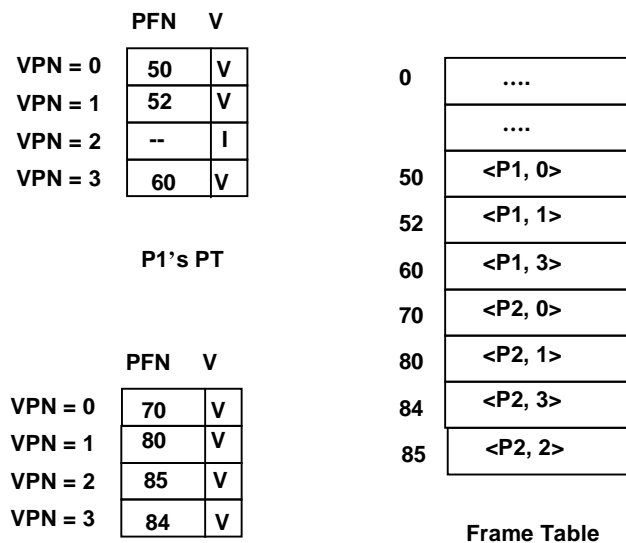 PFN V
VPN = 0 50 V
VPN = 1 52 V
VPN = 2 -- I
VPN = 3 60 V
P1’s PT
PFN V
VPN = 0 70 V
VPN = 1 80 V
VPN = 2 85 V
VPN = 3 84 V
0 ....
....
50 <P1, 0>
52 <P1, 1>
60 <P1, 3>
70 <P2, 0>
80 <P2, 1>
84 <P2, 3>
85 <P2, 2>
Frame Table